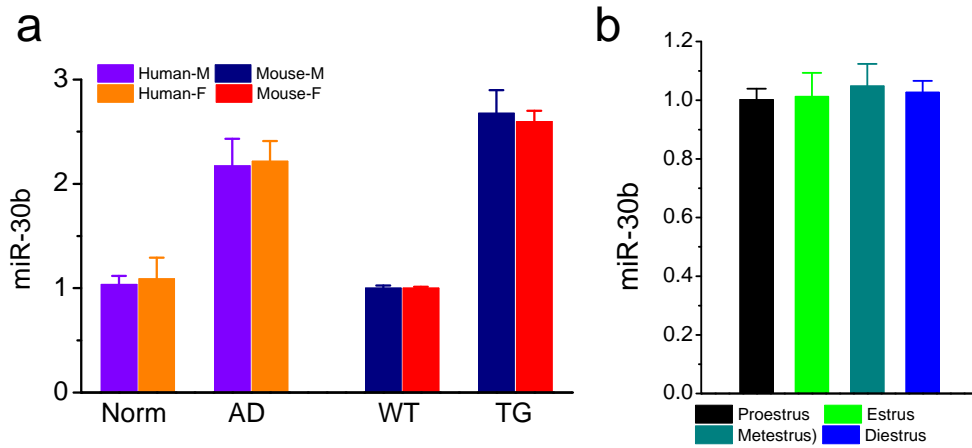 a
Human-M Mouse-M
Human-F Mouse-F
miR-30b
3
2
1
0
Norm AD WT TG
b
miR-30b
1.2
1.0
0.8
0.6
0.4
0.2
0.0
Proestrus Estrus
Metestrus) Diestrus